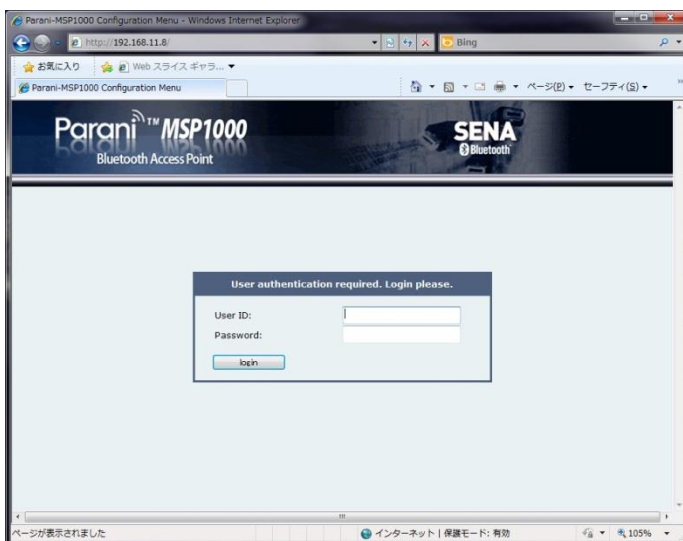 Parani-MSP1000 Configuration Menu - Windows Internet Explorer
http://192.168.11.8/
Bing
お気に入り Web スライス ギャラ...
Parani-MSP1000 Configuration Menu
ページ(P) セーフティ(S)
Parani™ MSP1000
Bluetooth Access Point
SENA
Bluetooth
User authentication required. Login please.
User ID:
Password:
login
ページが表示されました
インターネット | 保護モード: 有効
105%